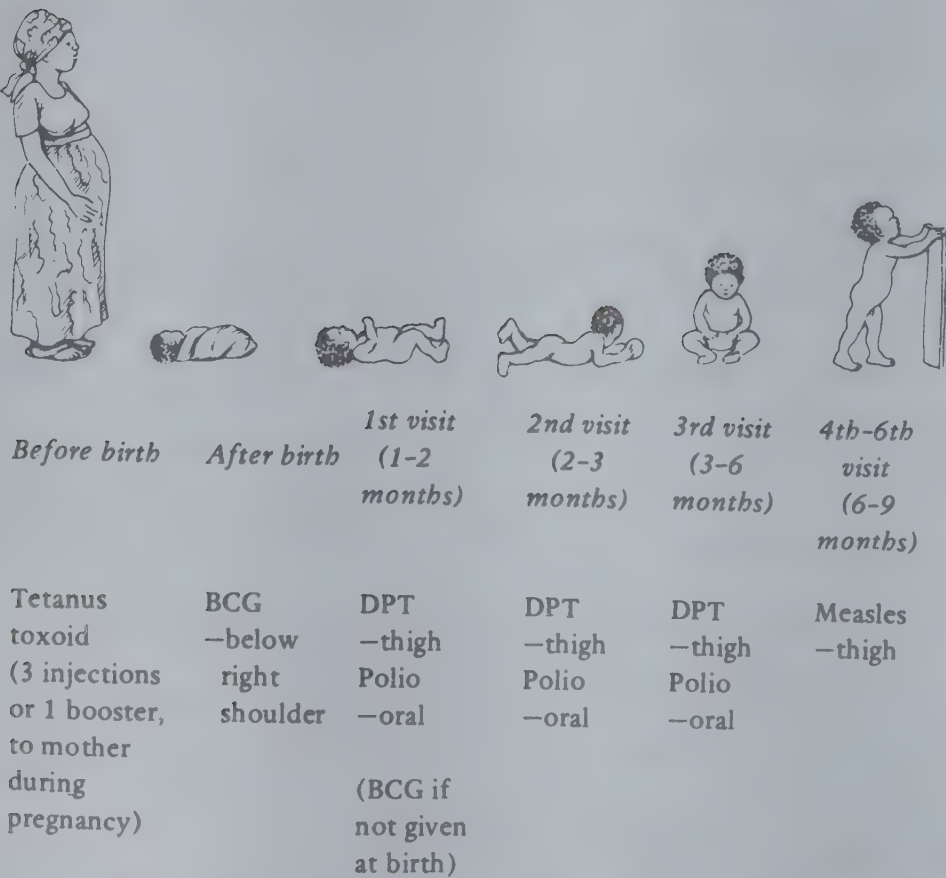 Before birth
After birth
1st visit
(1-2
months)
2nd visit
(2-3
months)
3rd visit
(3-6
months)
4th-6th
visit
(6-9
months)
Tetanus
toxoid
(3 injections
or 1 booster,
to mother
during
pregnancy)
BCG
—below
right
shoulder
DPT
—thigh
Polio
—oral
(BCG if
not given
at birth)
DPT
—thigh
Polio
—oral
DPT
—thigh
Polio
—oral
Measles
—thigh